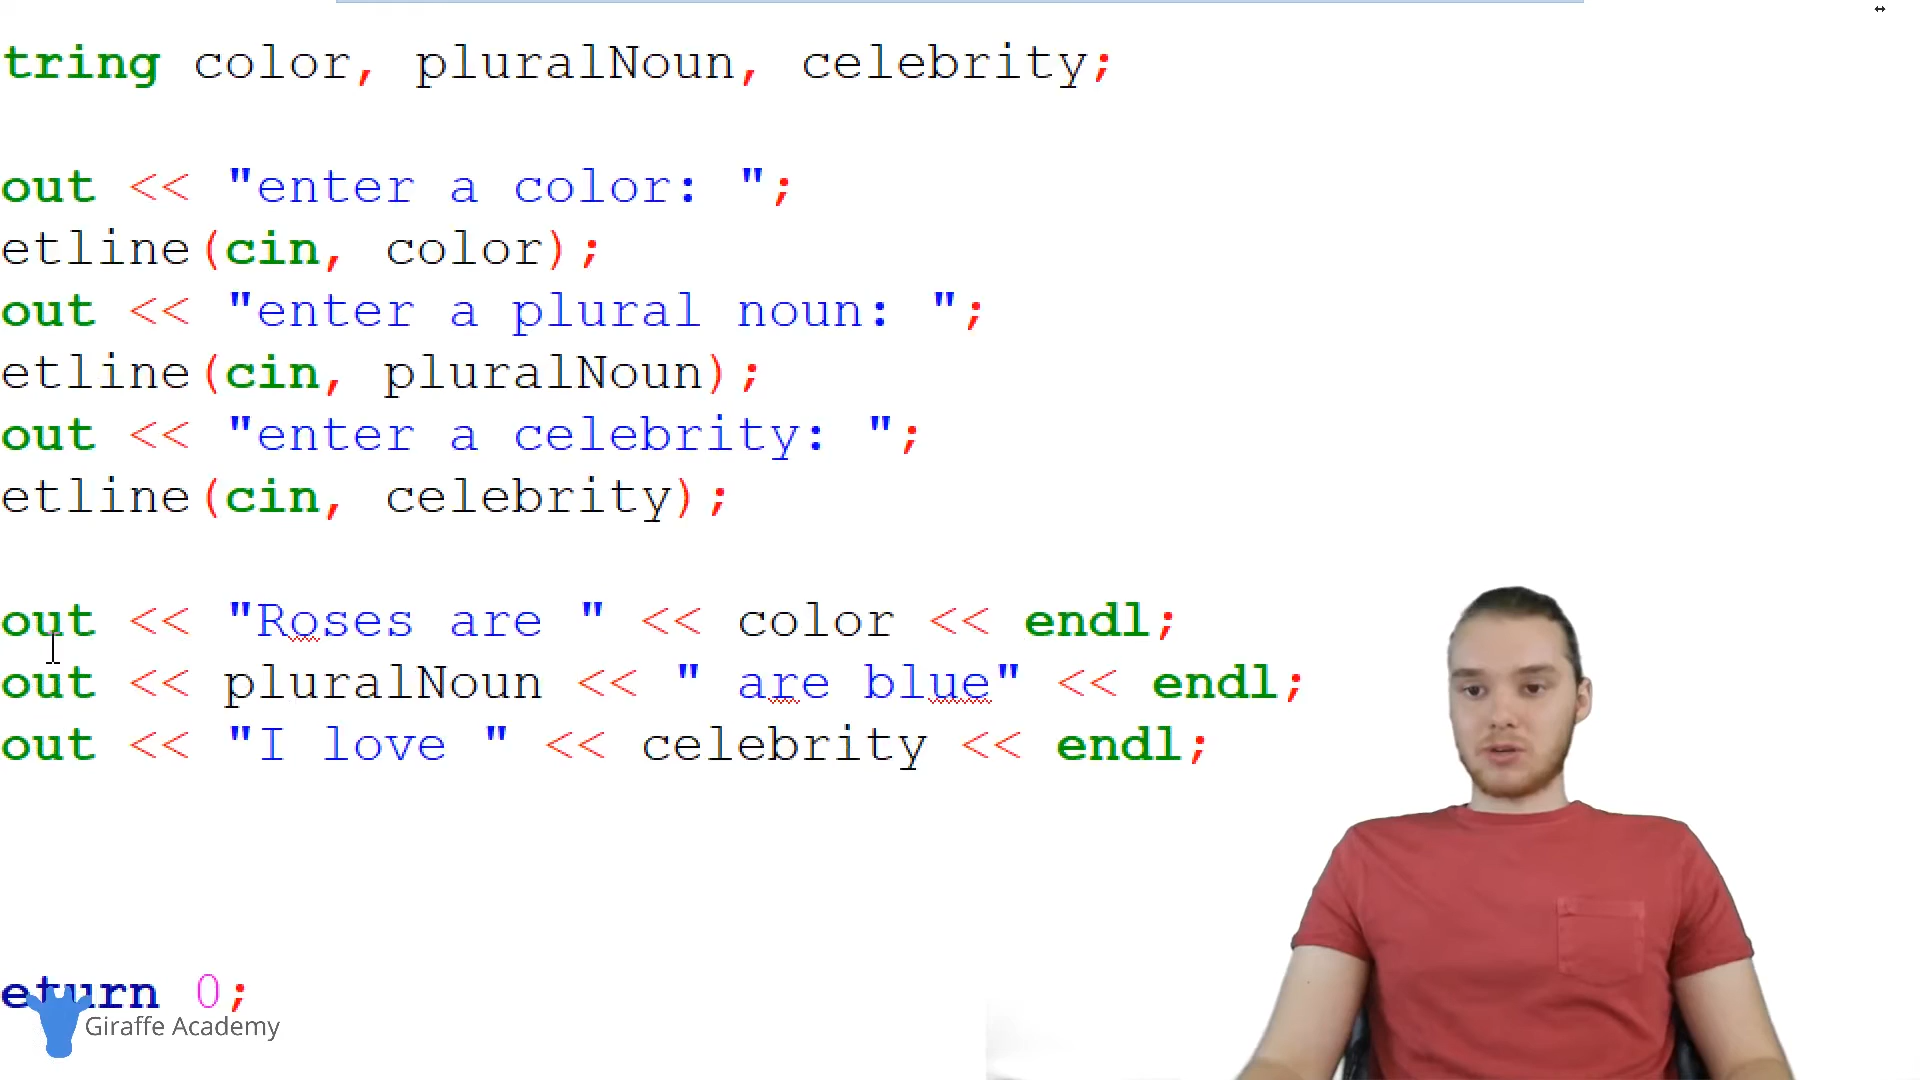 tring color, pluralNoun, celebrity;
out << "enter a color: ";
etline(cin, color);
out << "enter a plural noun: ";
etline(cin, pluralNoun);
out << "enter a celebrity: ";
etline(cin, celebrity);
out << "Roses are " << color << endl;
out << pluralNoun << " are blue" << endl;
out << "I love " << celebrity << endl;
eturn 0;
Giraffe Academy